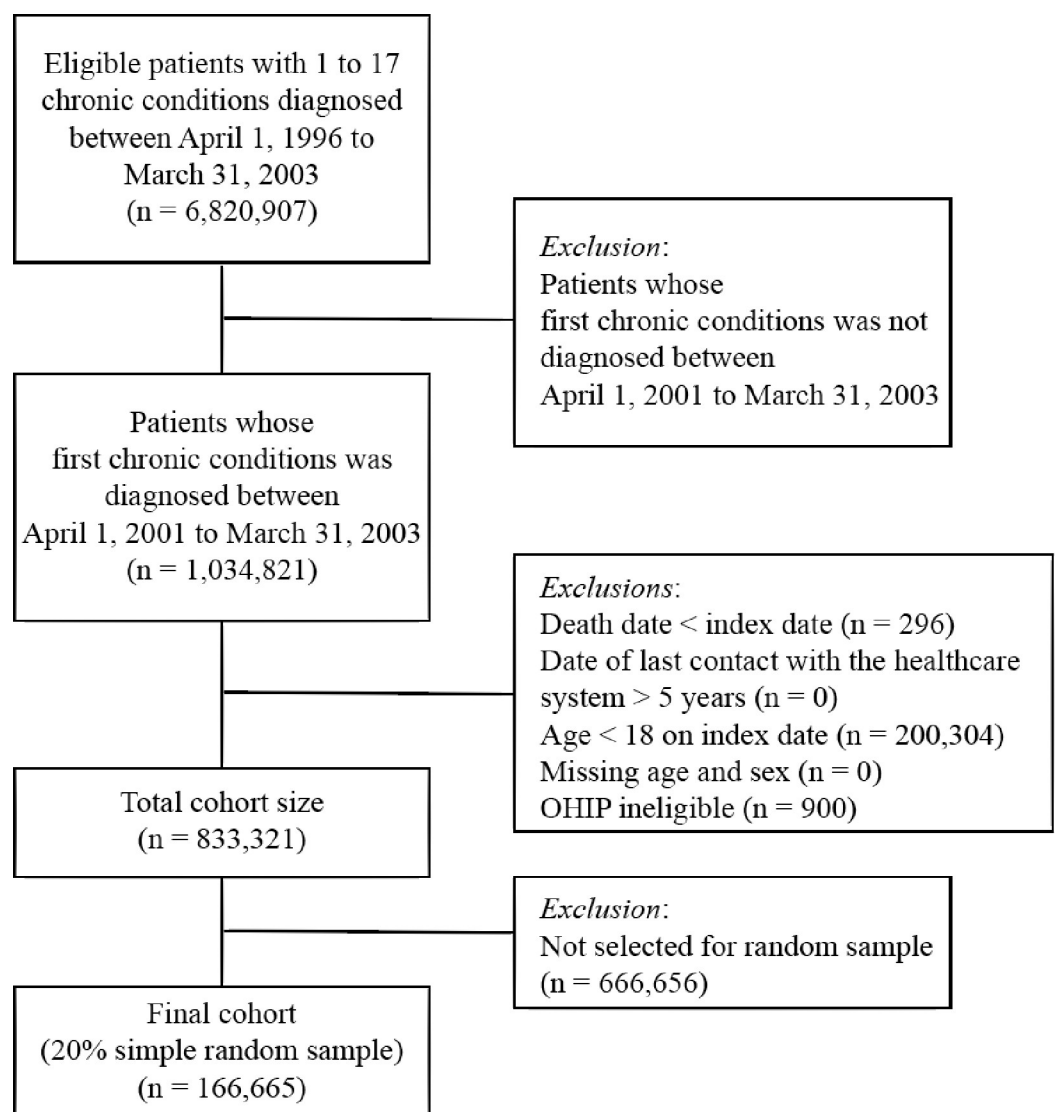 Eligible patients with 1 to 17
chronic conditions diagnosed
between April 1, 1996 to
March 31, 2003
(n = 6,820,907)
Exclusion:
Patients whose
first chronic conditions was not
diagnosed between
April 1, 2001 to March 31, 2003
Patients whose
first chronic conditions was
diagnosed between
April 1, 2001 to March 31, 2003
(n = 1,034,821)
Exclusions:
Death date < index date (n = 296)
Date of last contact with the healthcare
system > 5 years (n = 0)
Age < 18 on index date (n = 200,304)
Missing age and sex (n = 0)
OHIP ineligible (n = 900)
Total cohort size
(n = 833,321)
Exclusion:
Not selected for random sample
(n = 666,656)
Final cohort
(20% simple random sample)
(n = 166,665)